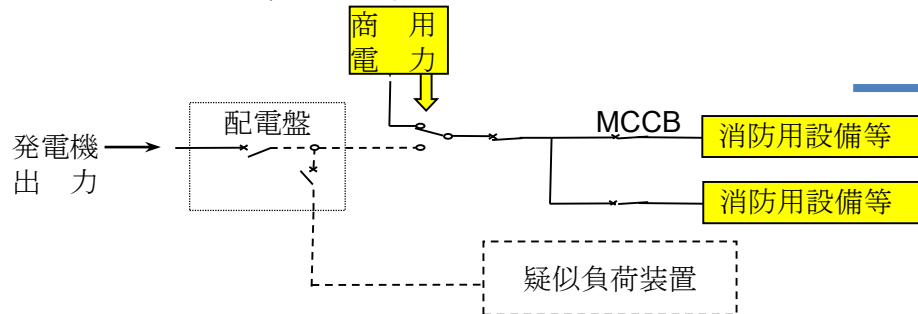 商 用
電 力
配電盤
発電機
出 力
MCCB
消防用設備等
消防用設備等
疑似負荷装置